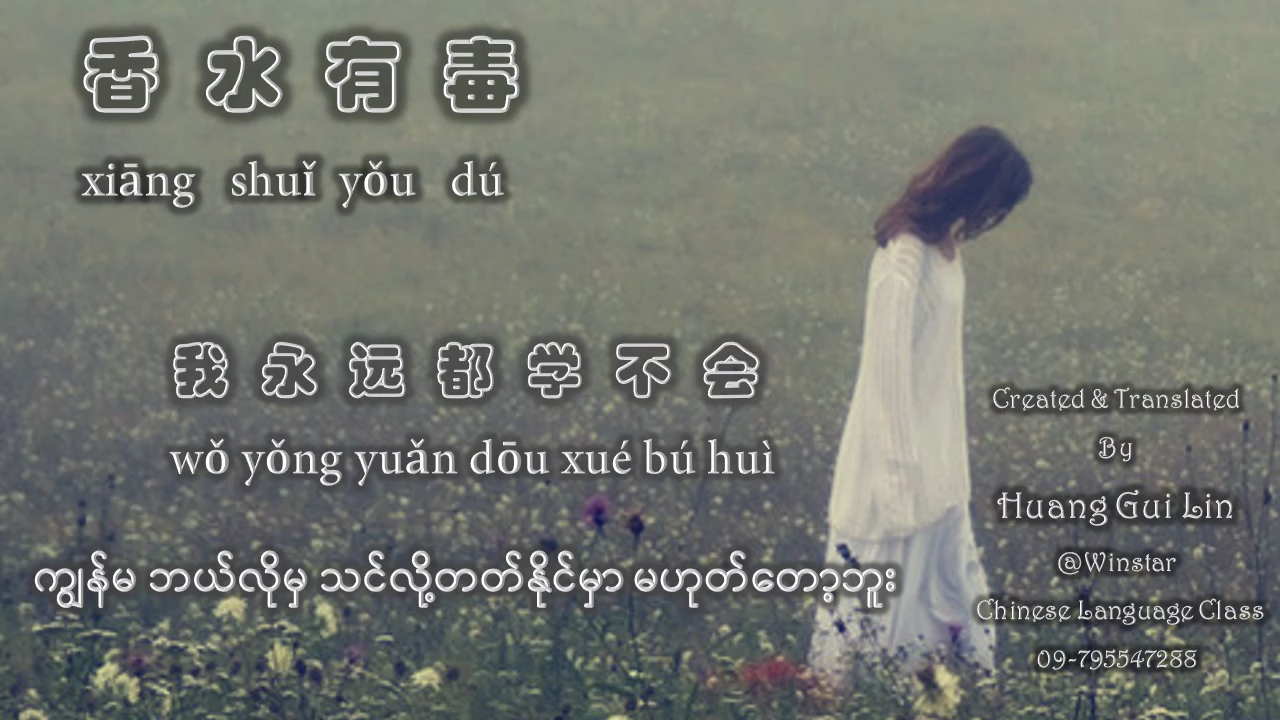 香水有毒
xiāng shuǐ yǒu dú
我永远都学不会
wǒ yǒng yuǎn dōu xué bú huì
ကျွန်မ ဘယ်လိုမှ သင်လို့တတ်နိုင်မှာ မဟုတ်တော့ဘူး
Created & Translated
By
Huang Gui Lin
@Winstar
Chinese Language Class
09-795547288